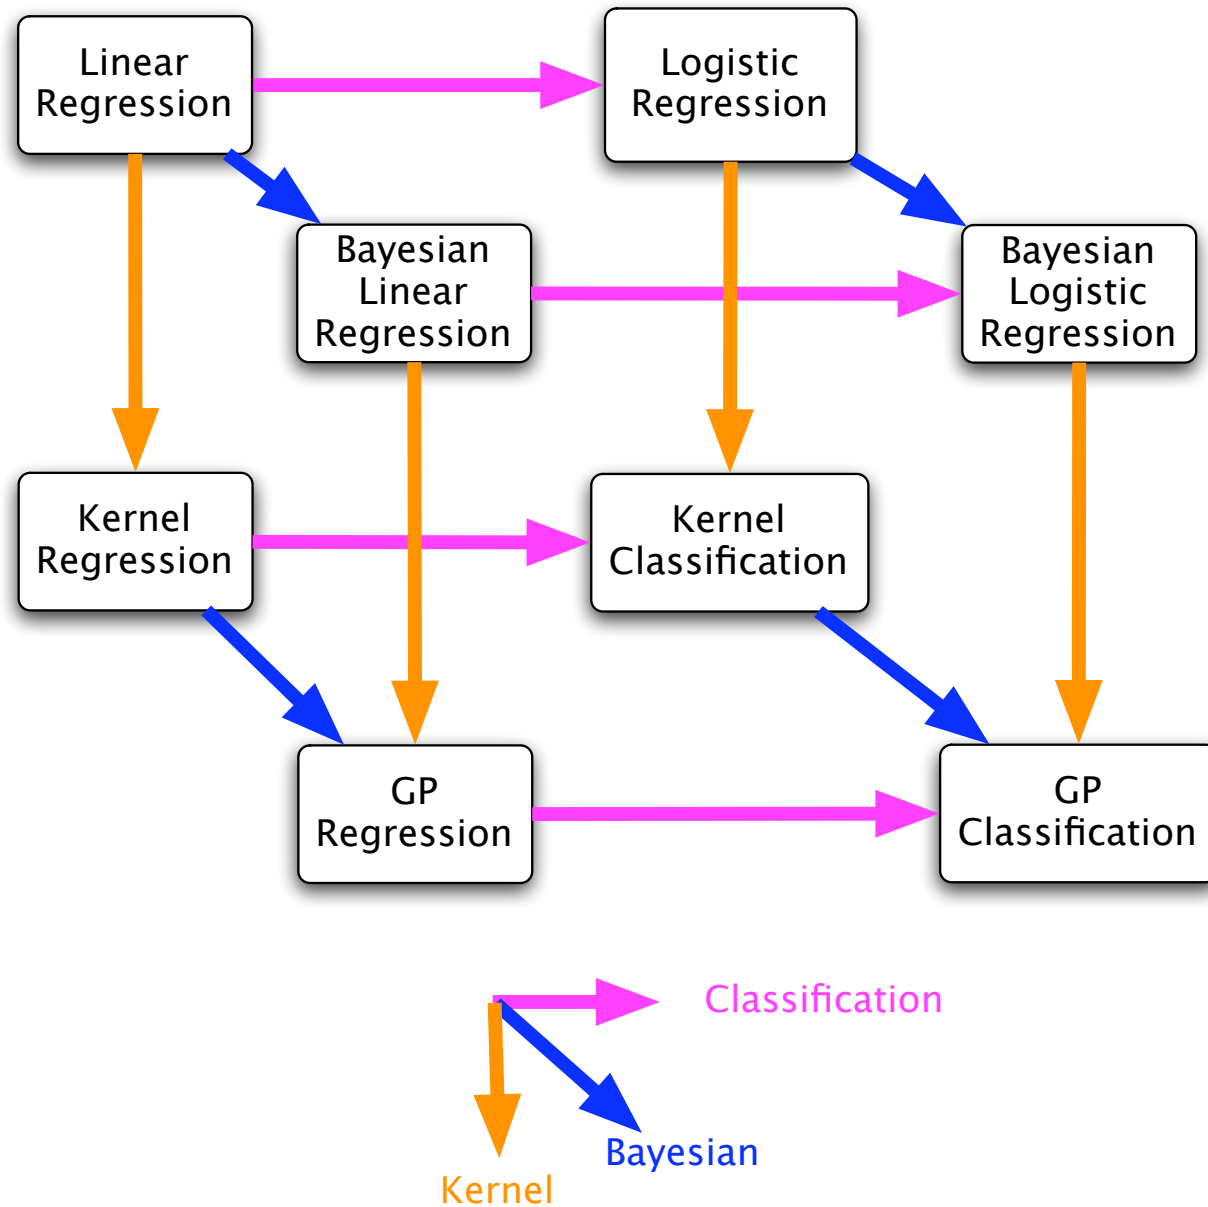 Linear
Regression
Logistic
Regression
Bayesian
Linear
Regression
Bayesian
Logistic
Regression
Kernel
Regression
Kernel
Classification
GP
Regression
GP
Classification
Classification
Bayesian
Kernel